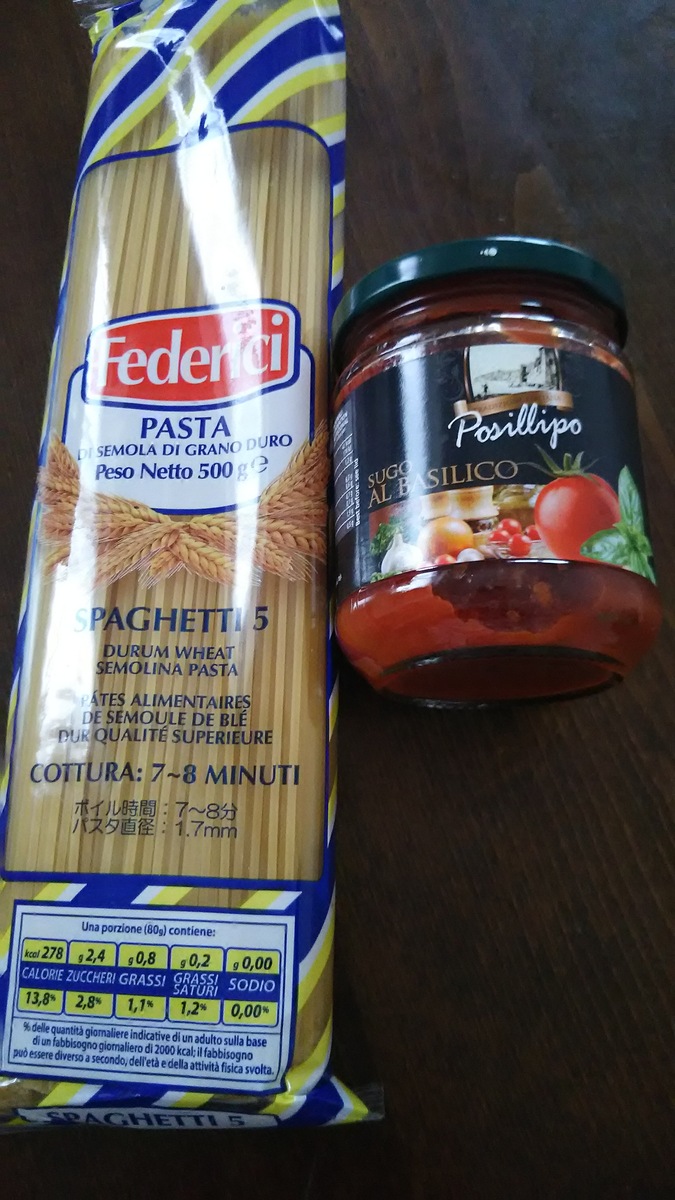 Federici
PASTA
DI SEMOLA DI GRANO DURO
Peso Netto 500 g e
SPAGHETTI 5
DURUM WHEAT
SEMOLINA PASTA
PÂTES ALIMENTAIRES
DE SEMOULE DE BLÉ
DUR QUALITÉ SUPERIEURE
COTTURA: 7~8 MINUTI
ボイル時間：7～8分
パスタ直径：1.7mm
Una porzione (80g) contiene:
kcal 278 g 2,4 g 0,8 g 0,2 g 0,00
CALORIE ZUCCHERI GRASSI GRASSI SATURI SODIO
13,8% 2,8% 1,1% 1,2% 0,00%
% delle quantità giornaliere indicative di un adulto sulla base
di un fabbisogno giornaliero di 2000 kcal; il fabbisogno
può essere diverso a secondo, dell'età e della attività fisica svolta.
SPAGHETTI 5
Posillipo
SUGO
AL BASILICO
Best before: see lid